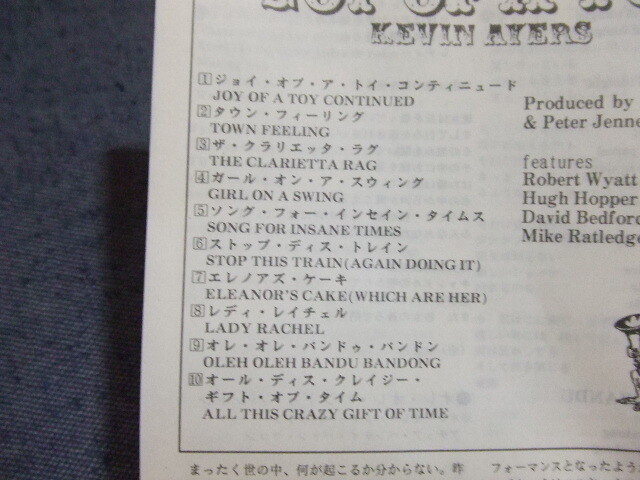 KEVIN AYERS
1 ジョイ・オブ・ア・トイ・コンティニュード
JOY OF A TOY CONTINUED
2 タウン・フィーリング
TOWN FEELING
3 ザ・クラリエッタ・ラグ
THE CLARIETTA RAG
4 ガール・オン・ア・スウィング
GIRL ON A SWING
5 ソング・フォー・インセイン・タイムス
SONG FOR INSANE TIMES
6 ストップ・ディス・トレイン
STOP THIS TRAIN(AGAIN DOING IT)
7 エレノアズ・ケーキ
ELEANOR'S CAKE(WHICH ARE HER)
8 レディ・レイチェル
LADY RACHEL
9 オレ・オレ・バンドゥ・バンドン
OLEH OLEH BANDU BANDONG
10 オール・ディス・クレイジー・
ギフト・オブ・タイム
ALL THIS CRAZY GIFT OF TIME
Produced by
& Peter Jenne
features
Robert Wyatt
Hugh Hopper
David Bedford
Mike Ratledge
まったく世の中、何が起こるか分からない。昨
フォーマンスとなったよう